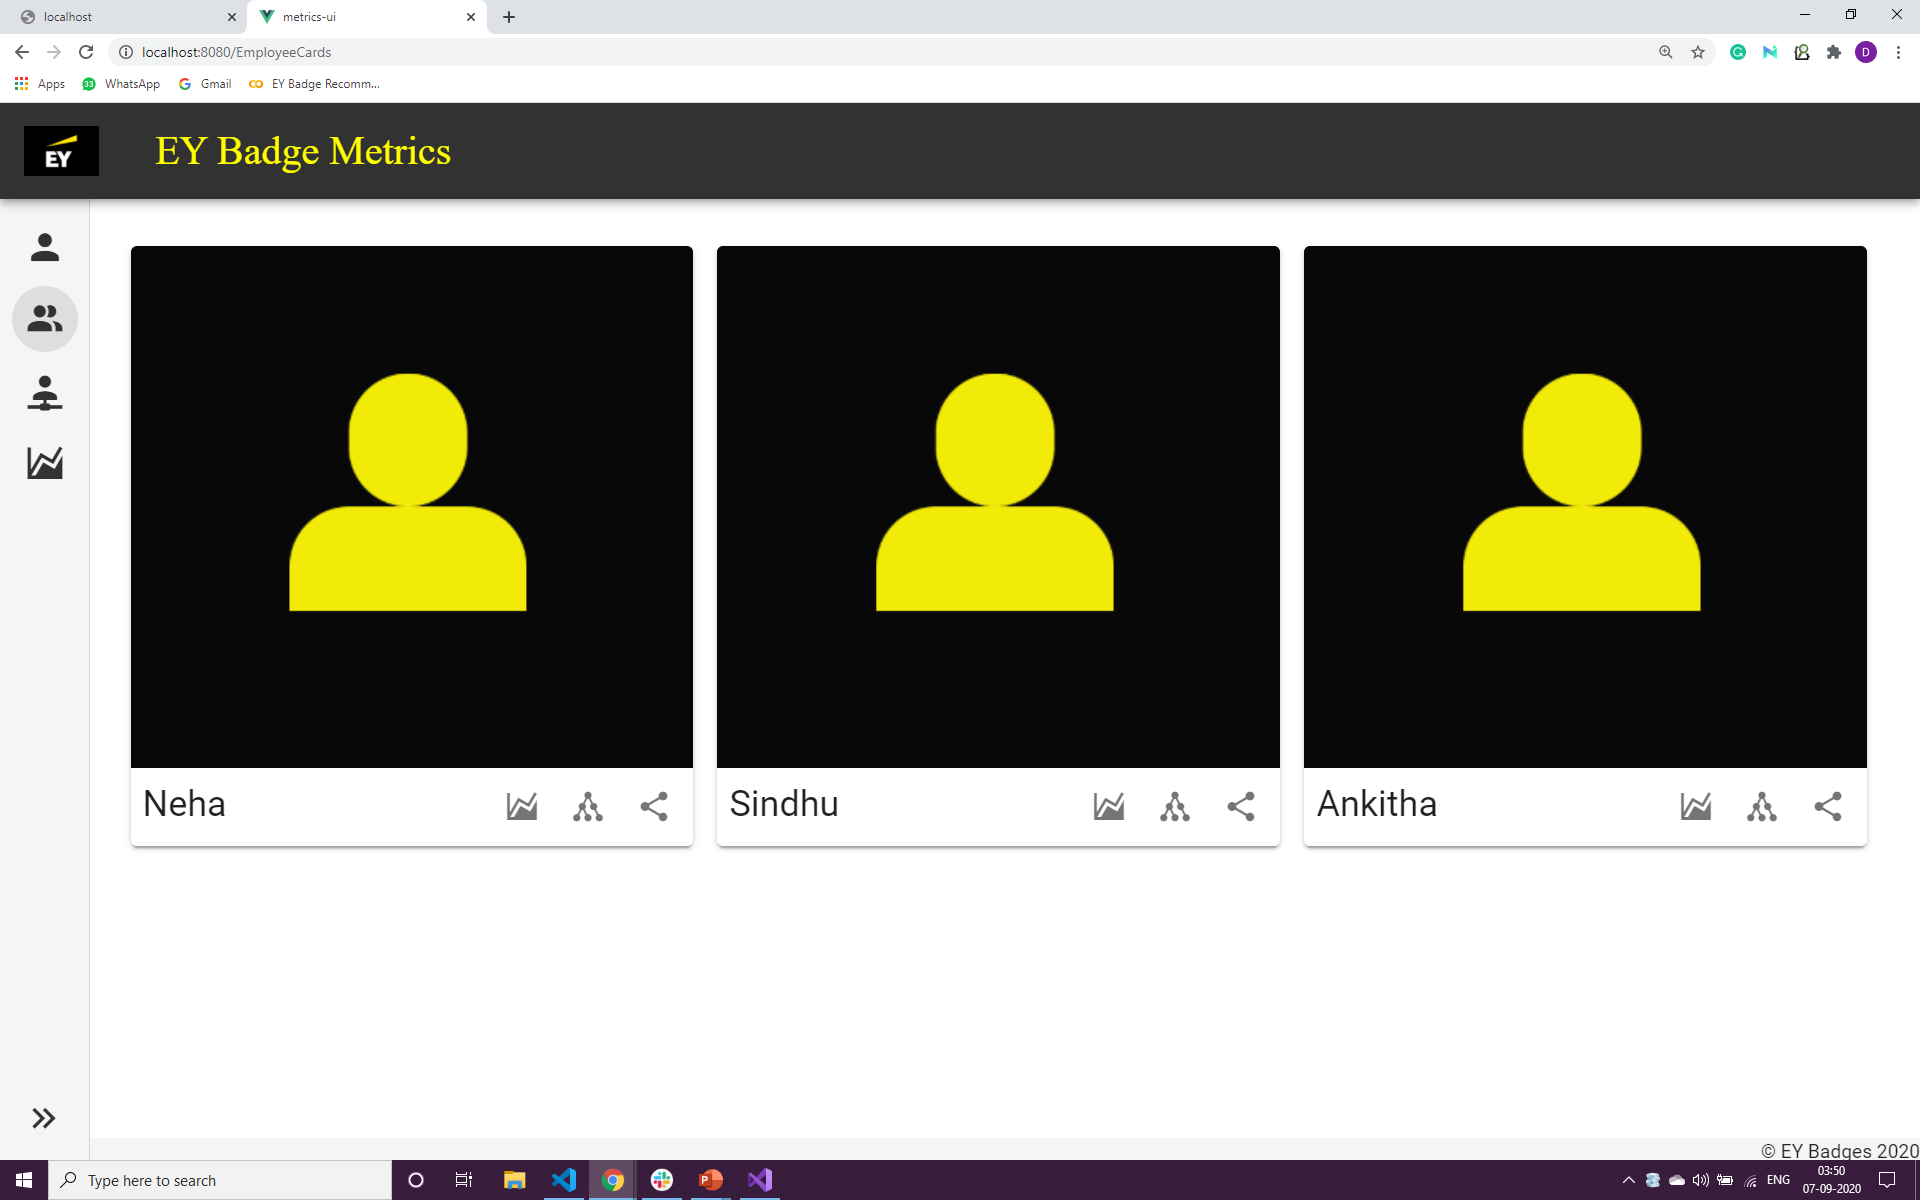 localhost
metrics-ui
localhost:8080/EmployeeCards
D
Apps
33
WhatsApp
Gmail
EY Badge Recomm...
EY
EY Badge Metrics
Neha
Sindhu
Ankitha
© EY Badges 2020
Type here to search
ENG
03:50
07-09-2020